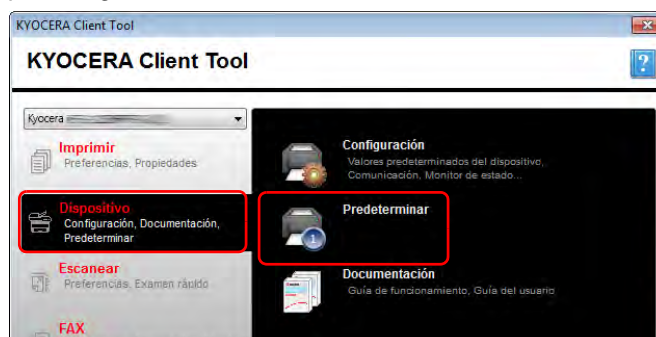 KYOCERA Client Tool
KYOCERA Client Tool
?
Kyocera
Imprimir
Preferencias, Propiedades
Dispositivo
Configuración, Documentación,
Predeterminar
Escanear
Preferencias, Examen rápido
FAX
Configuración
Valores predeterminados del dispositivo,
Comunicación, Monitor de estado...
Predeterminar
1
Documentación
Guía de funcionamiento, Guía del usuario